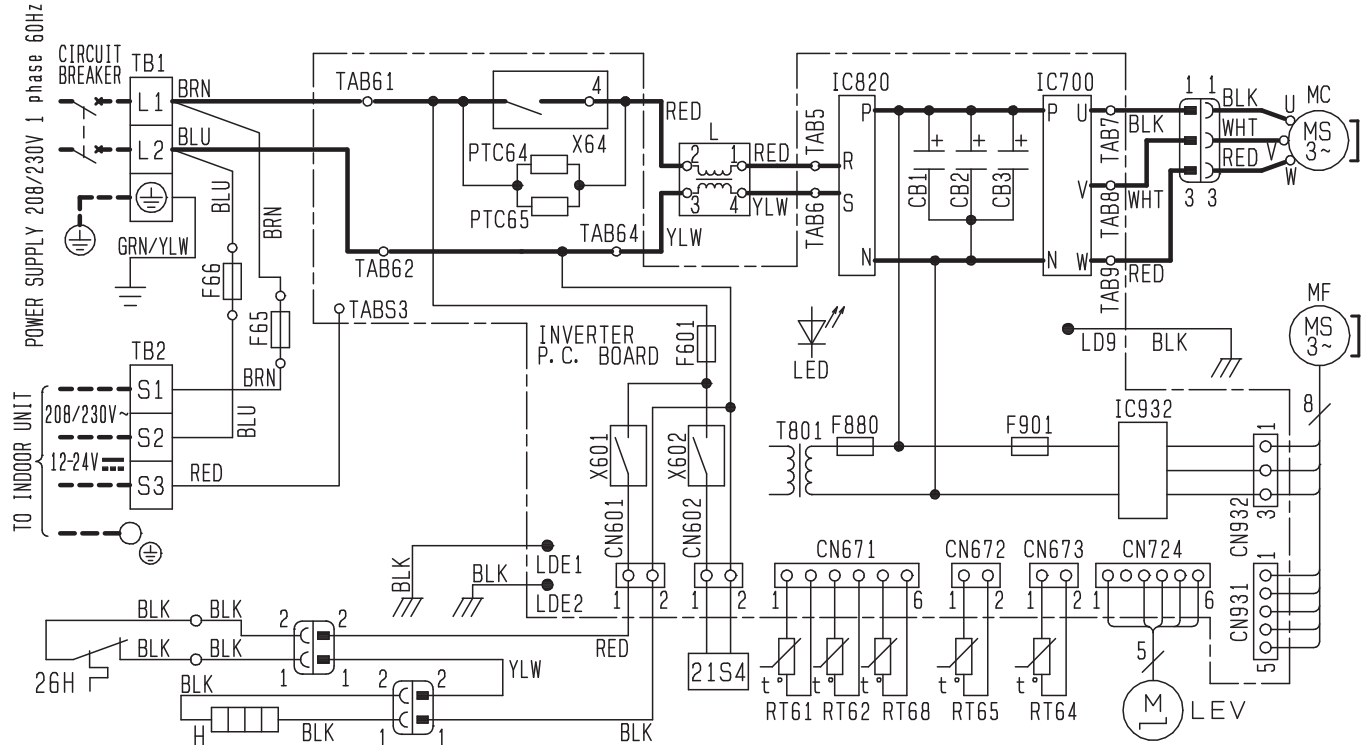 POWER SUPPLY 208/230V 1 phase 60Hz
CIRCUIT
BREAKER
TB1
L1
L2
BRN
BLU
GRN/YLW
BLU
BRN
F66
F65
TB2
S1
S2
S3
BRN
BLU
RED
TO INDOOR UNIT
208/230V~
12-24V
TAB61
TAB62
TABS3
4
X64
PTC64
PTC65
TAB64
RED
YLW
L
2 1
3 4
RED
YLW
TAB5
TAB6
IC820
P
R
S
N
CB1
+
CB2
+
CB3
+
IC700
P
U
V
N
W
TAB7
TAB8
TAB9
BLK
WHT
RED
1 1
3 3
BLK
WHT
RED
U
V
W
MC
MS
3~
MF
MS
3~
8
INVERTER
P.C. BOARD
F601
LED
LD9
BLK
X601
X602
CN601
CN602
1 2
1 2
T801
F880
F901
IC932
1
3
CN932
CN931
1
5
LDE1
LDE2
BLK
BLK
CN671
1 6
CN672
1 2
CN673
1 2
CN724
1 6
21S4
t°
RT61
t°
RT62
t°
RT68
t°
RT65
t°
RT64
5
M
LEV
BLK BLK
BLK BLK
2 2
1 1
RED
YLW
26H
BLK
H
BLK
2 2
1 1
BLK